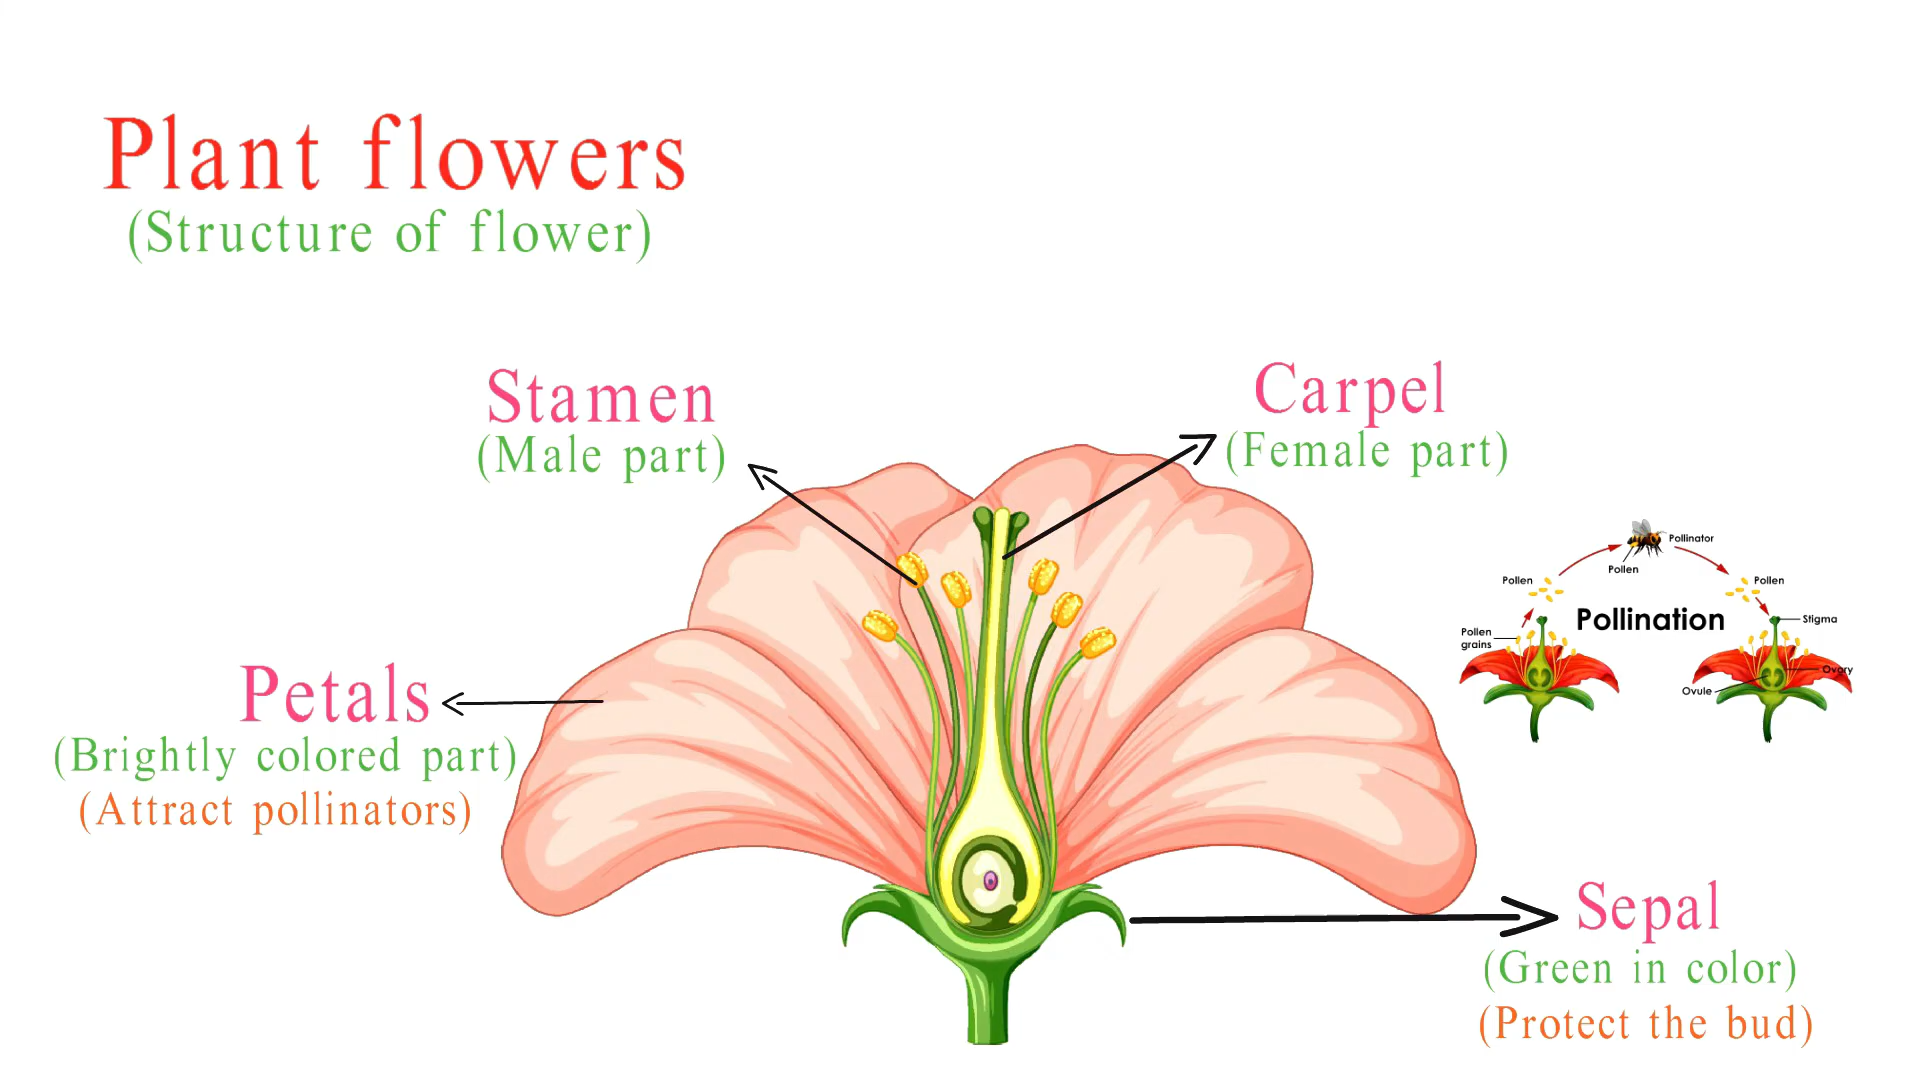 Plant flowers
(Structure of flower)
Stamen
(Male part)
Carpel
(Female part)
Petals
(Brightly colored part)
(Attract pollinators)
Pollinator
Pollen
Pollen
Pollen
Pollination
Pollen
grains
Stigma
Ovary
Ovule
Sepal
(Green in color)
(Protect the bud)